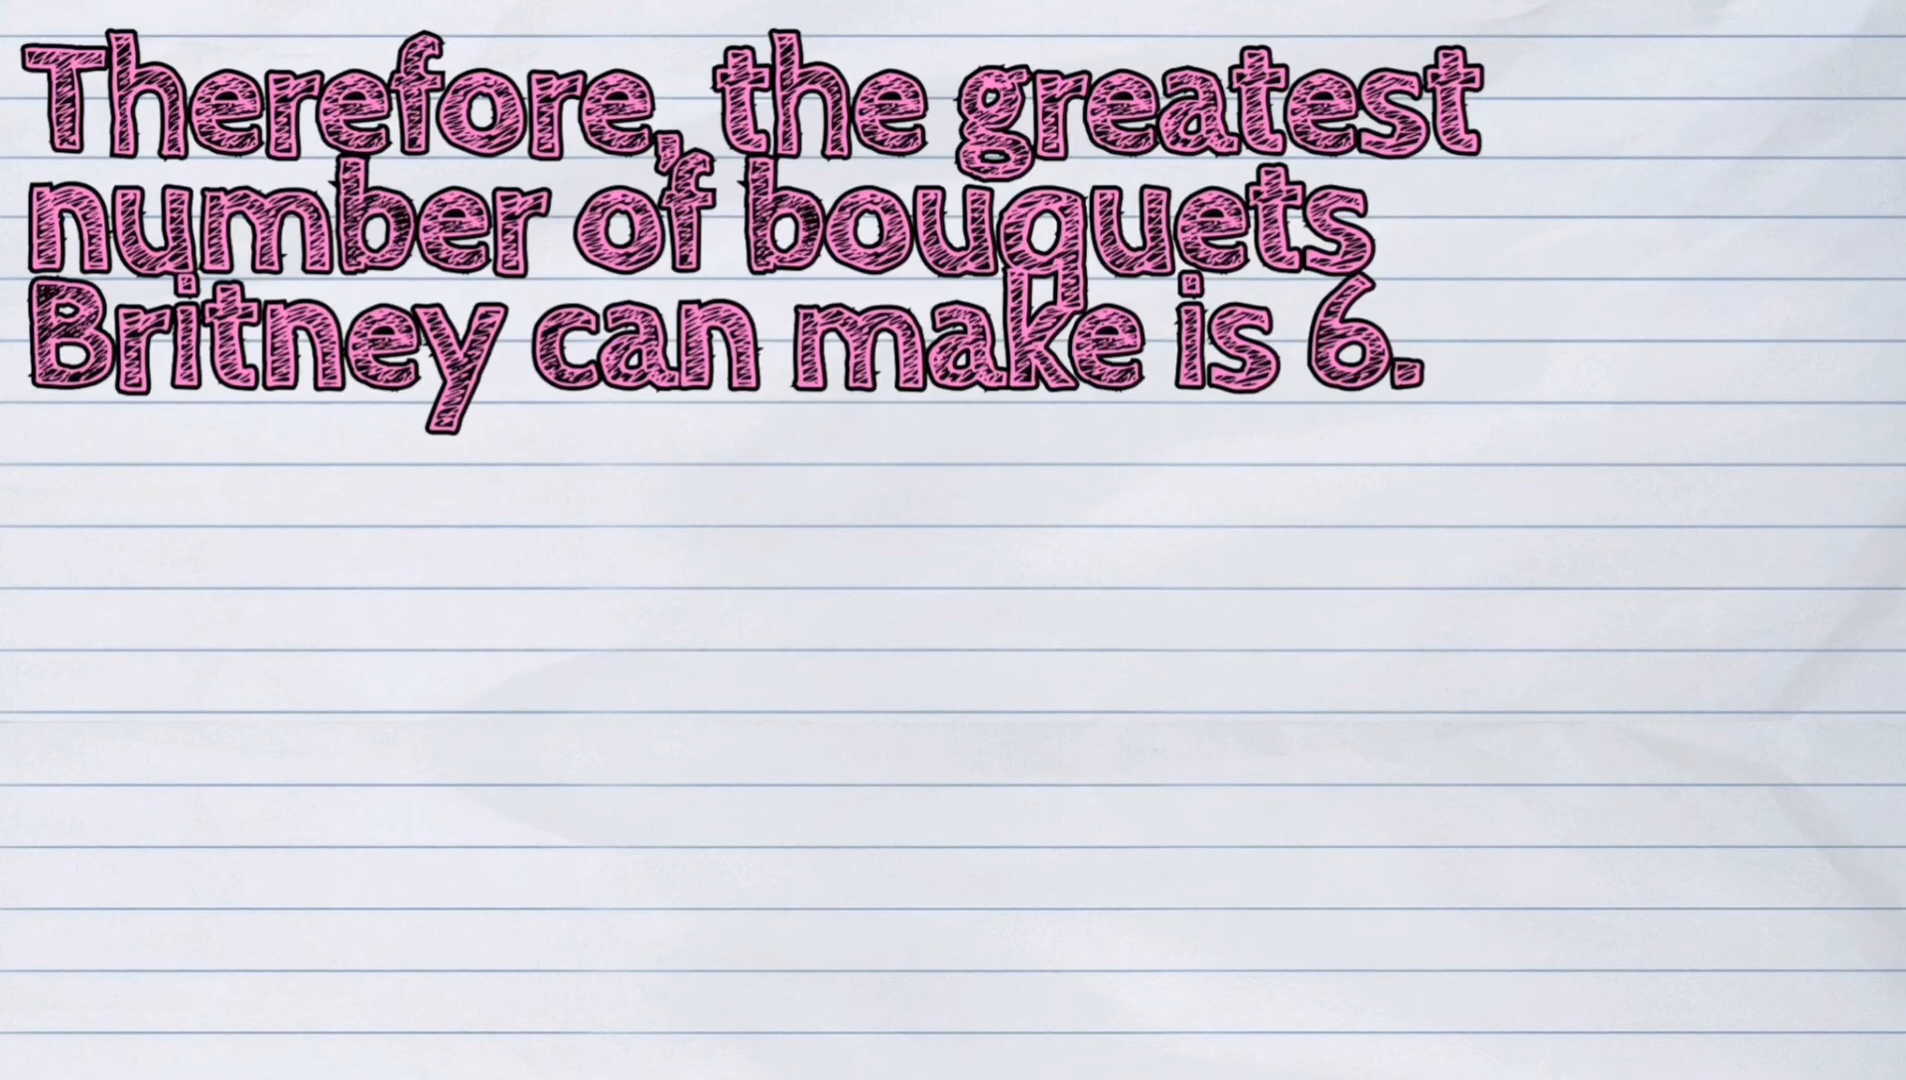 Therefore, the greatest
number of bouquets
Britney can make is 6.